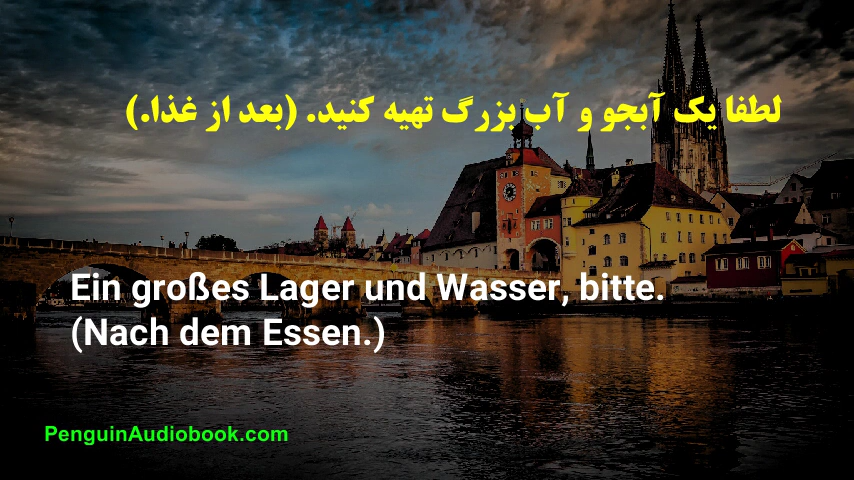 لطفا یک آبجو و آب بزرگ تهیه کنید. (بعد از غذا.)
Ein großes Lager und Wasser, bitte.
(Nach dem Essen.)
PenguinAudiobook.com